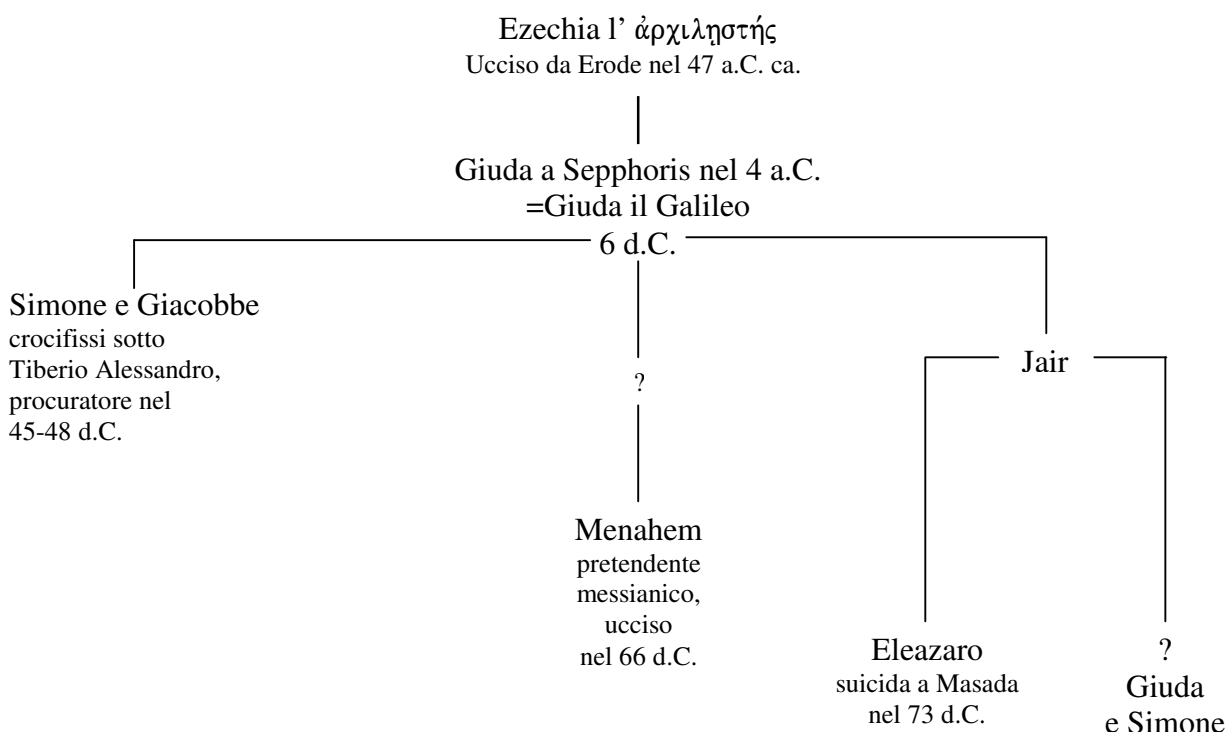 Ezechia l’ ἀρχιλῃστής
Ucciso da Erode nel 47 a.C. ca.
Giuda a Sepphoris nel 4 a.C.
=Giuda il Galileo
6 d.C.
Simone e Giacobbe
crocifissi sotto
Tiberio Alessandro,
procuratore nel
45-48 d.C.
?
Menahem
pretendente
messianico,
ucciso
nel 66 d.C.
Jair
Eleazaro
suicida a Masada
nel 73 d.C.
?
Giuda
e Simone